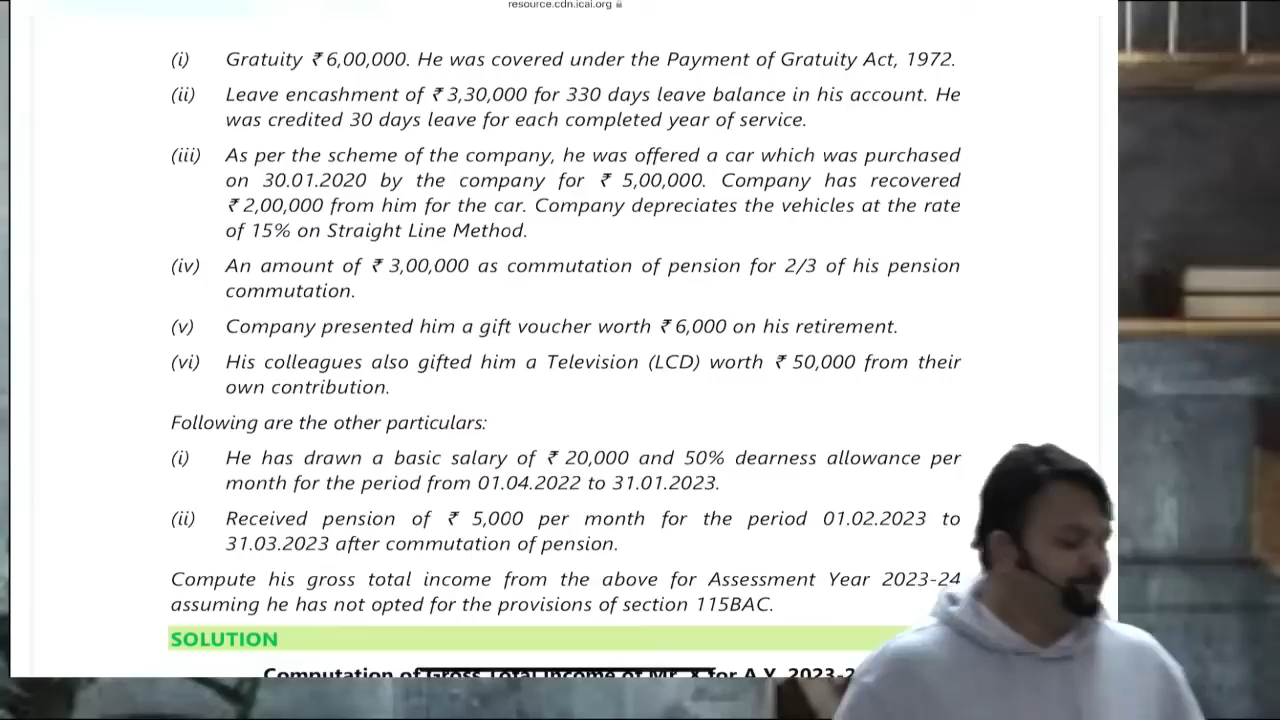 resource.cdn.icai.org
(i) Gratuity ₹ 6,00,000. He was covered under the Payment of Gratuity Act, 1972.
(ii) Leave encashment of ₹ 3,30,000 for 330 days leave balance in his account. He
was credited 30 days leave for each completed year of service.
(iii) As per the scheme of the company, he was offered a car which was purchased
on 30.01.2020 by the company for ₹ 5,00,000. Company has recovered
₹ 2,00,000 from him for the car. Company depreciates the vehicles at the rate
of 15% on Straight Line Method.
(iv) An amount of ₹ 3,00,000 as commutation of pension for 2/3 of his pension
commutation.
(v) Company presented him a gift voucher worth ₹ 6,000 on his retirement.
(vi) His colleagues also gifted him a Television (LCD) worth ₹ 50,000 from their
own contribution.
Following are the other particulars:
(i) He has drawn a basic salary of ₹ 20,000 and 50% dearness allowance per
month for the period from 01.04.2022 to 31.01.2023.
(ii) Received pension of ₹ 5,000 per month for the period 01.02.2023 to
31.03.2023 after commutation of pension.
Compute his gross total income from the above for Assessment Year 2023-24
assuming he has not opted for the provisions of section 115BAC.
SOLUTION
Computation of Gross Total Income of Mr. X for A.Y. 2023-2